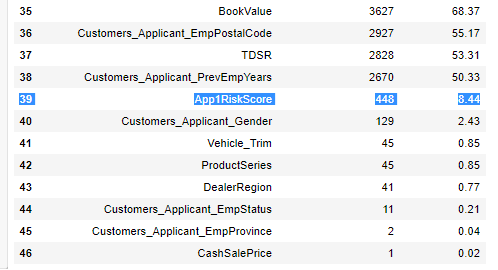 35 BookValue 3627 68.37
36 Customers_Applicant_EmpPostalCode 2927 55.17
37 TDSR 2828 53.31
38 Customers_Applicant_PrevEmpYears 2670 50.33
39 App1RiskScore 448 8.44
40 Customers_Applicant_Gender 129 2.43
41 Vehicle_Trim 45 0.85
42 ProductSeries 45 0.85
43 DealerRegion 41 0.77
44 Customers_Applicant_EmpStatus 11 0.21
45 Customers_Applicant_EmpProvince 2 0.04
46 CashSalePrice 1 0.02